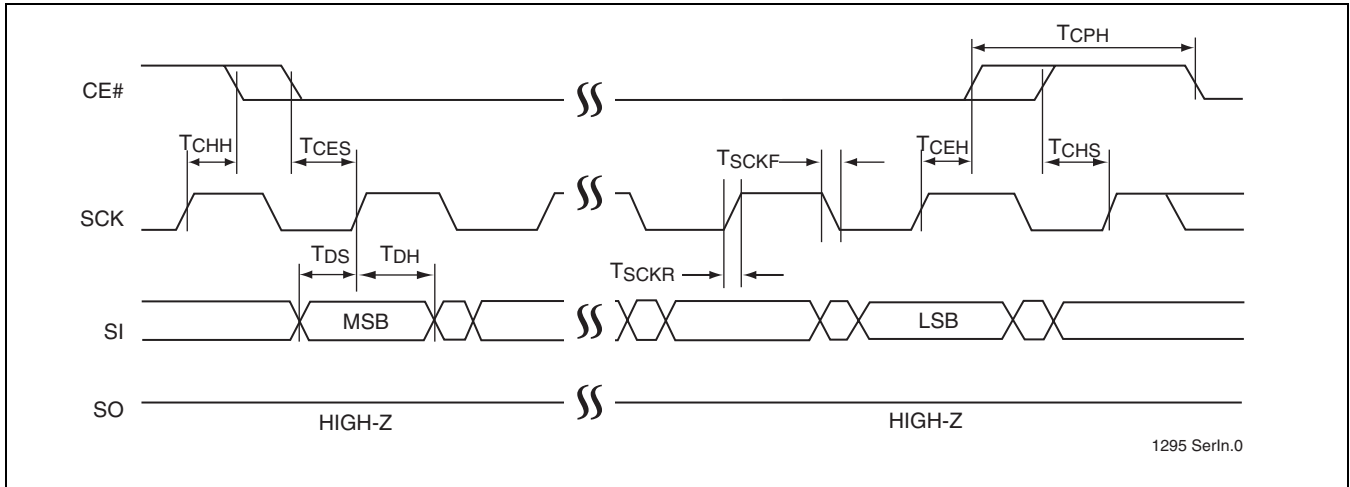 TCPH
CE#
TCHH
TCES
TSCKF
TCEH
TCHS
SCK
TDS
TDH
TSCKR
SI
MSB
LSB
SO
HIGH-Z
HIGH-Z
1295 SerIn.0